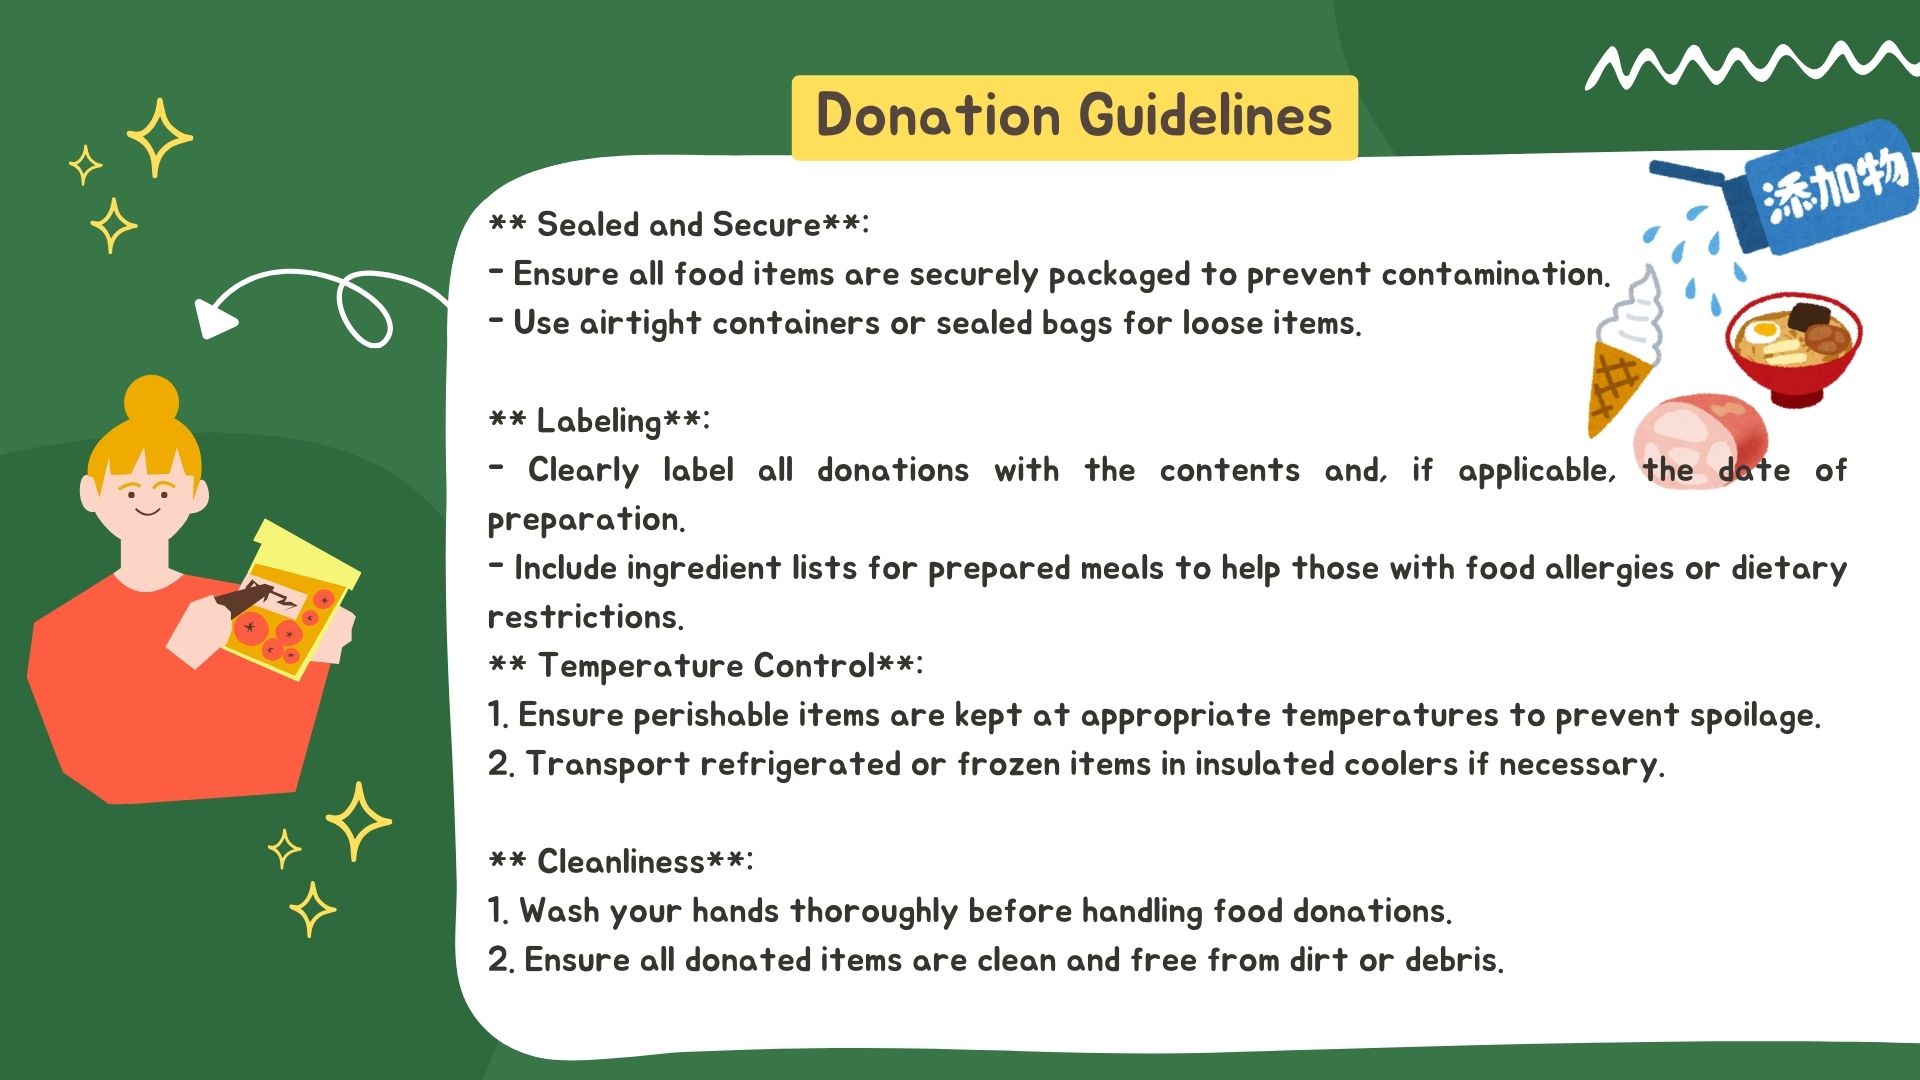 Donation Guidelines
添加物
** Sealed and Secure**:
- Ensure all food items are securely packaged to prevent contamination.
- Use airtight containers or sealed bags for loose items.
** Labeling**:
- Clearly label all donations with the contents and, if applicable, the date of
preparation.
- Include ingredient lists for prepared meals to help those with food allergies or dietary
restrictions.
** Temperature Control**:
1. Ensure perishable items are kept at appropriate temperatures to prevent spoilage.
2. Transport refrigerated or frozen items in insulated coolers if necessary.
** Cleanliness**:
1. Wash your hands thoroughly before handling food donations.
2. Ensure all donated items are clean and free from dirt or debris.